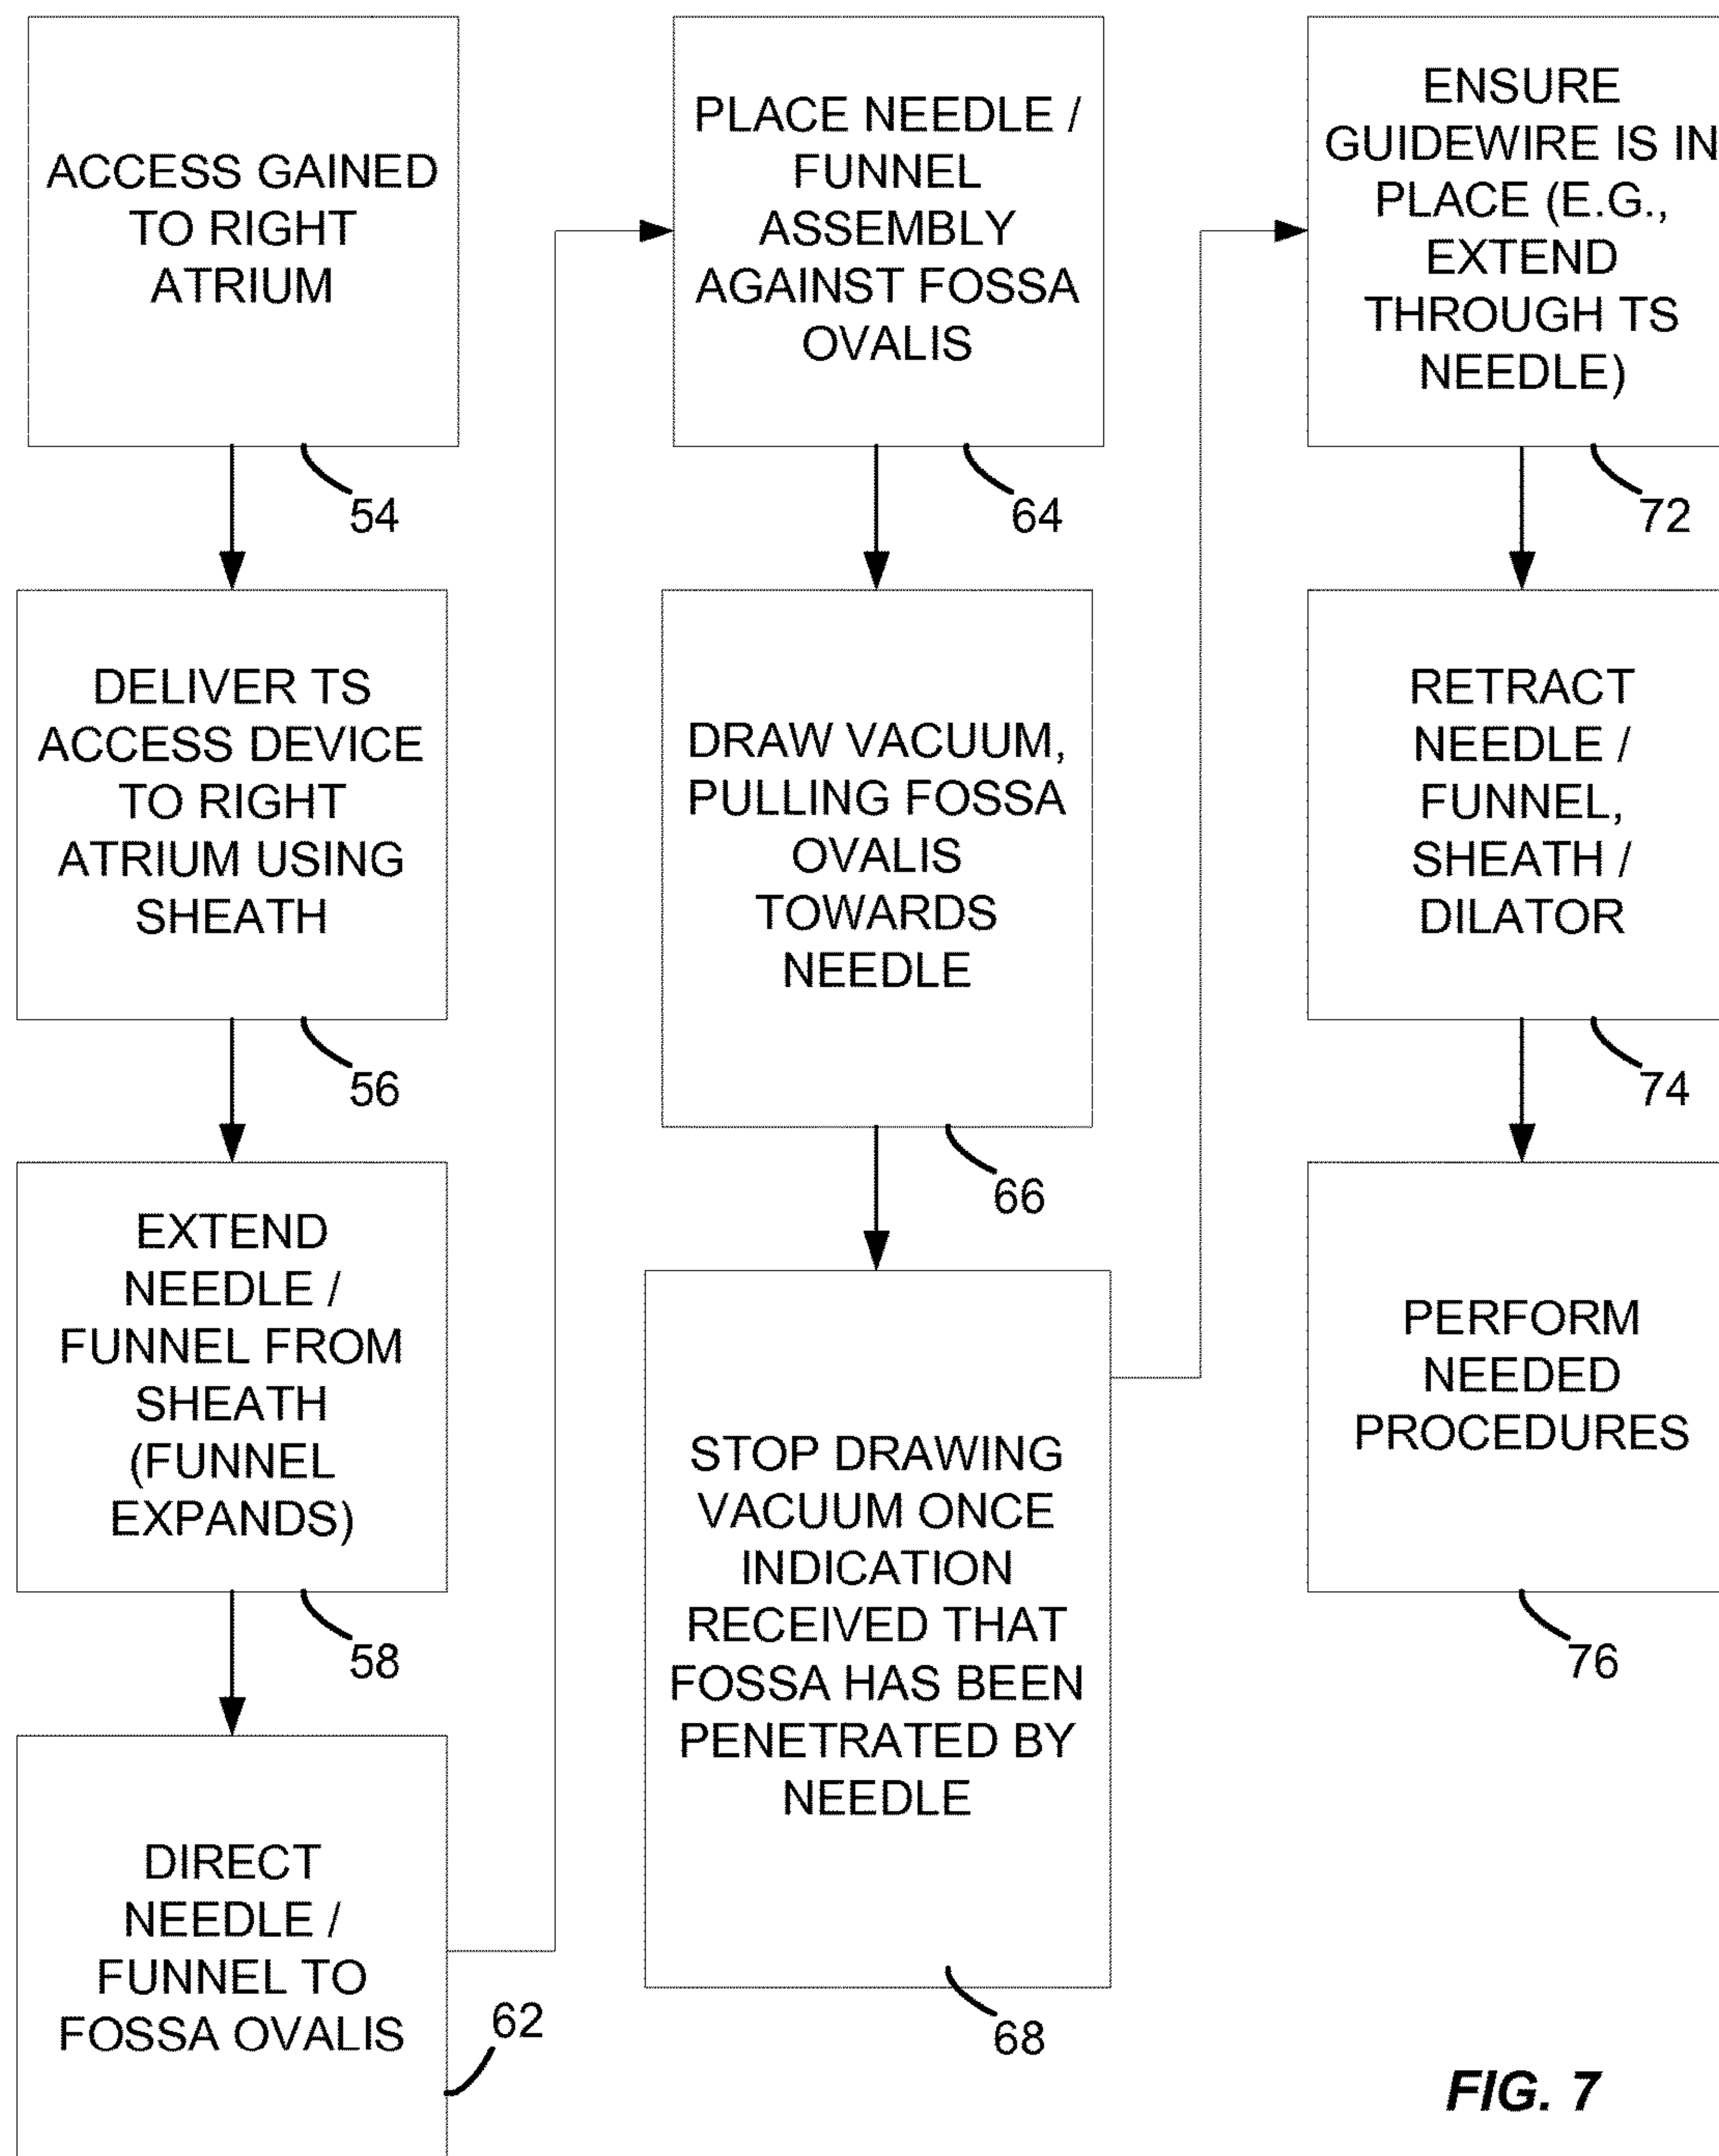 ACCESS GAINED
TO RIGHT
ATRIUM
54
DELIVER TS
ACCESS DEVICE
TO RIGHT
ATRIUM USING
SHEATH
56
EXTEND
NEEDLE /
FUNNEL FROM
SHEATH
(FUNNEL
EXPANDS)
58
DIRECT
NEEDLE /
FUNNEL TO
FOSSA OVALIS
62
PLACE NEEDLE /
FUNNEL
ASSEMBLY
AGAINST FOSSA
OVALIS
64
DRAW VACUUM,
PULLING FOSSA
OVALIS
TOWARDS
NEEDLE
66
STOP DRAWING
VACUUM ONCE
INDICATION
RECEIVED THAT
FOSSA HAS BEEN
PENETRATED BY
NEEDLE
68
ENSURE
GUIDEWIRE IS IN
PLACE (E.G.,
EXTEND
THROUGH TS
NEEDLE)
72
RETRACT
NEEDLE /
FUNNEL,
SHEATH /
DILATOR
74
PERFORM
NEEDED
PROCEDURES
76
FIG. 7